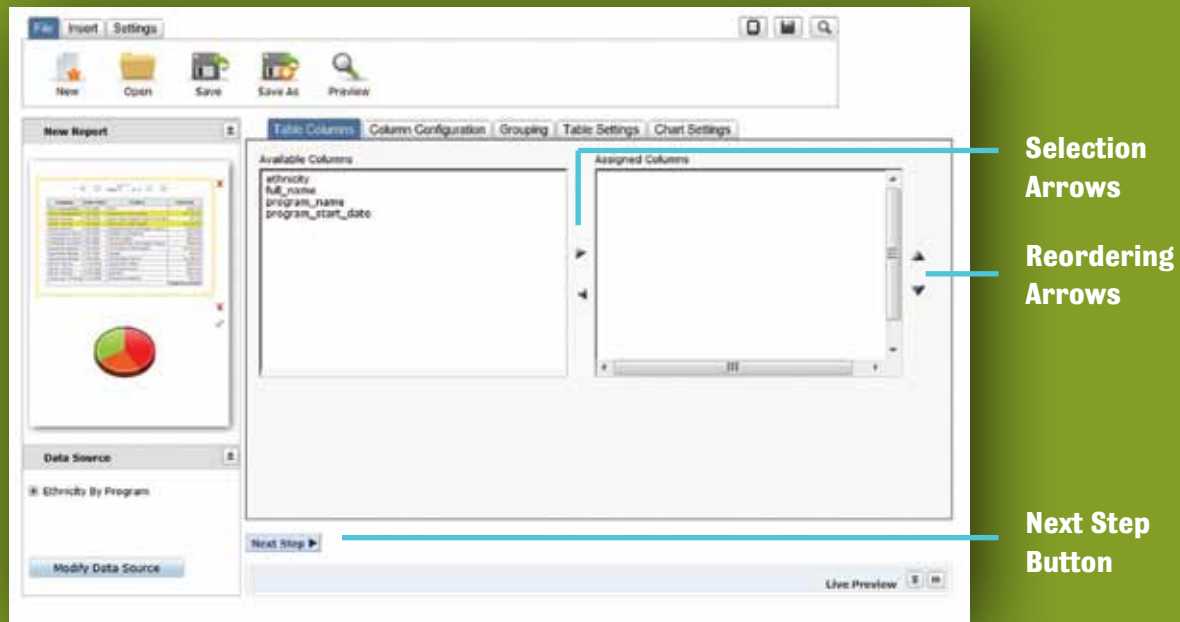 File Insert Settings
New Open Save Save As Preview
New Report
Table Columns Column Configuration Grouping Table Settings Chart Settings
Available Columns
Assigned Columns
ethnicity
full_name
program_name
program_start_date
Selection
Arrows
Reordering
Arrows
Data Source
Ethnicity By Program
Modify Data Source
Next Step
Live Preview
Next Step
Button